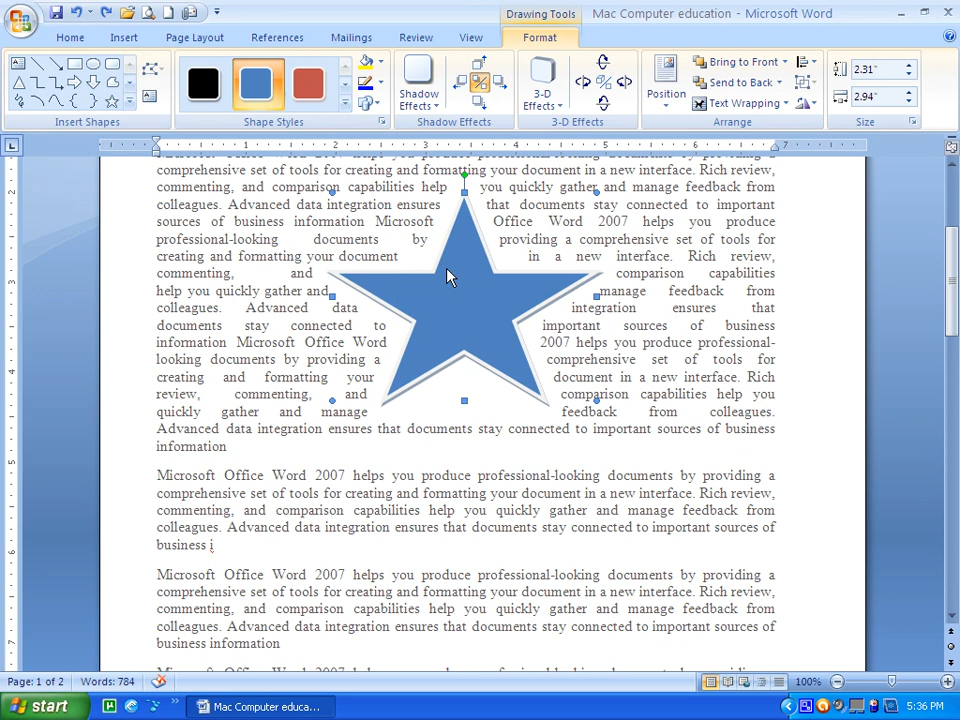 Drawing Tools Mac Computer education - Microsoft Word
Home Insert Page Layout References Mailings Review View Format
Shadow Effects
3-D Effects
Position
Bring to Front
Send to Back
Text Wrapping
2.31"
2.94"
Insert Shapes Shape Styles Shadow Effects 3-D Effects Arrange Size
1 2 3 4 5 6 7
comprehensive set of tools for creating and formatting your document in a new interface. Rich review,
commenting, and comparison capabilities help you quickly gather and manage feedback from
colleagues. Advanced data integration ensures that documents stay connected to important
sources of business information Microsoft Office Word 2007 helps you produce
professional-looking documents by providing a comprehensive set of tools for
creating and formatting your document in a new interface. Rich review,
commenting, and comparison capabilities
help you quickly gather and manage feedback from
colleagues. Advanced data integration ensures that
documents stay connected to important sources of business
information Microsoft Office Word 2007 helps you produce professional-
looking documents by providing a comprehensive set of tools for
creating and formatting your document in a new interface. Rich
review, commenting, and comparison capabilities help you
quickly gather and manage feedback from colleagues.
Advanced data integration ensures that documents stay connected to important sources of business
information
Microsoft Office Word 2007 helps you produce professional-looking documents by providing a
comprehensive set of tools for creating and formatting your document in a new interface. Rich review,
commenting, and comparison capabilities help you quickly gather and manage feedback from
colleagues. Advanced data integration ensures that documents stay connected to important sources of
business i
Microsoft Office Word 2007 helps you produce professional-looking documents by providing a
comprehensive set of tools for creating and formatting your document in a new interface. Rich review,
commenting, and comparison capabilities help you quickly gather and manage feedback from
colleagues. Advanced data integration ensures that documents stay connected to important sources of
business information
Page: 1 of 2 Words: 784 100%
start Mac Computer educa... 5:36 PM